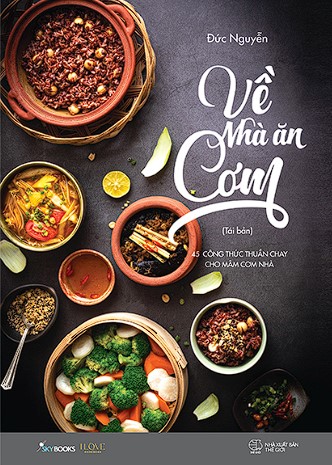 Đức Nguyễn
Về
Nhà ăn
Cơm
(Tái bản)
45 CÔNG THỨC THUẦN CHAY
CHO MÂM CƠM NHÀ
SKYBOOKS
I LOVE
NHÀ XUẤT BẢN
THẾ GIỚI